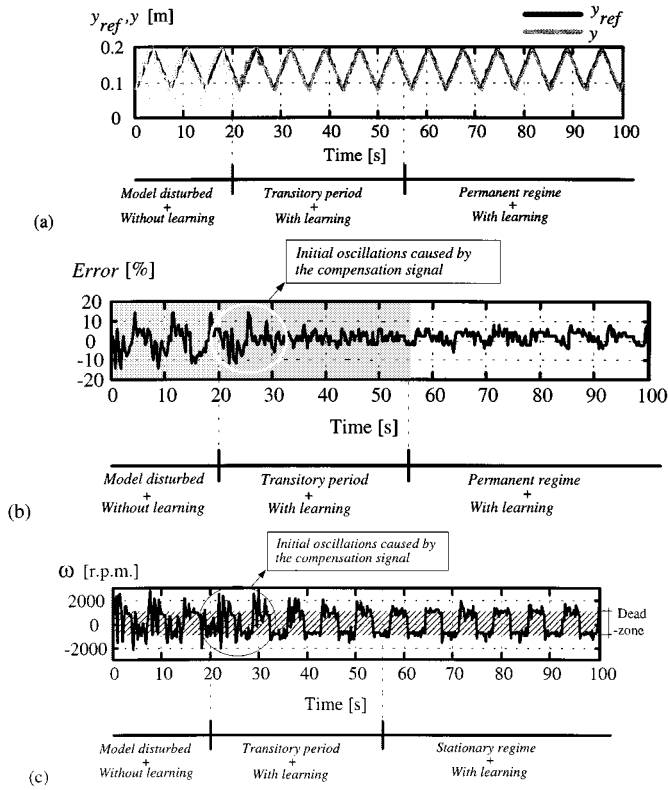 y_ref, y [m]
y_ref
y
0.2
0.1
0
0 10 20 30 40 50 60 70 80 90 100
Time [s]
Model disturbed
+
Without learning
Transitory period
+
With learning
Permanent regime
+
With learning
(a)
Initial oscillations caused by
the compensation signal
Error [%]
20
10
0
-10
-20
0 10 20 30 40 50 60 70 80 90 100
Time [s]
Model disturbed
+
Without learning
Transitory period
+
With learning
Permanent regime
+
With learning
(b)
Initial oscillations caused by
the compensation signal
ω [r.p.m.]
2000
0
-2000
Dead
-zone
0 10 20 30 40 50 60 70 80 90 100
Time [s]
Model disturbed
+
Without learning
Transitory period
+
With learning
Stationary regime
+
With learning
(c)